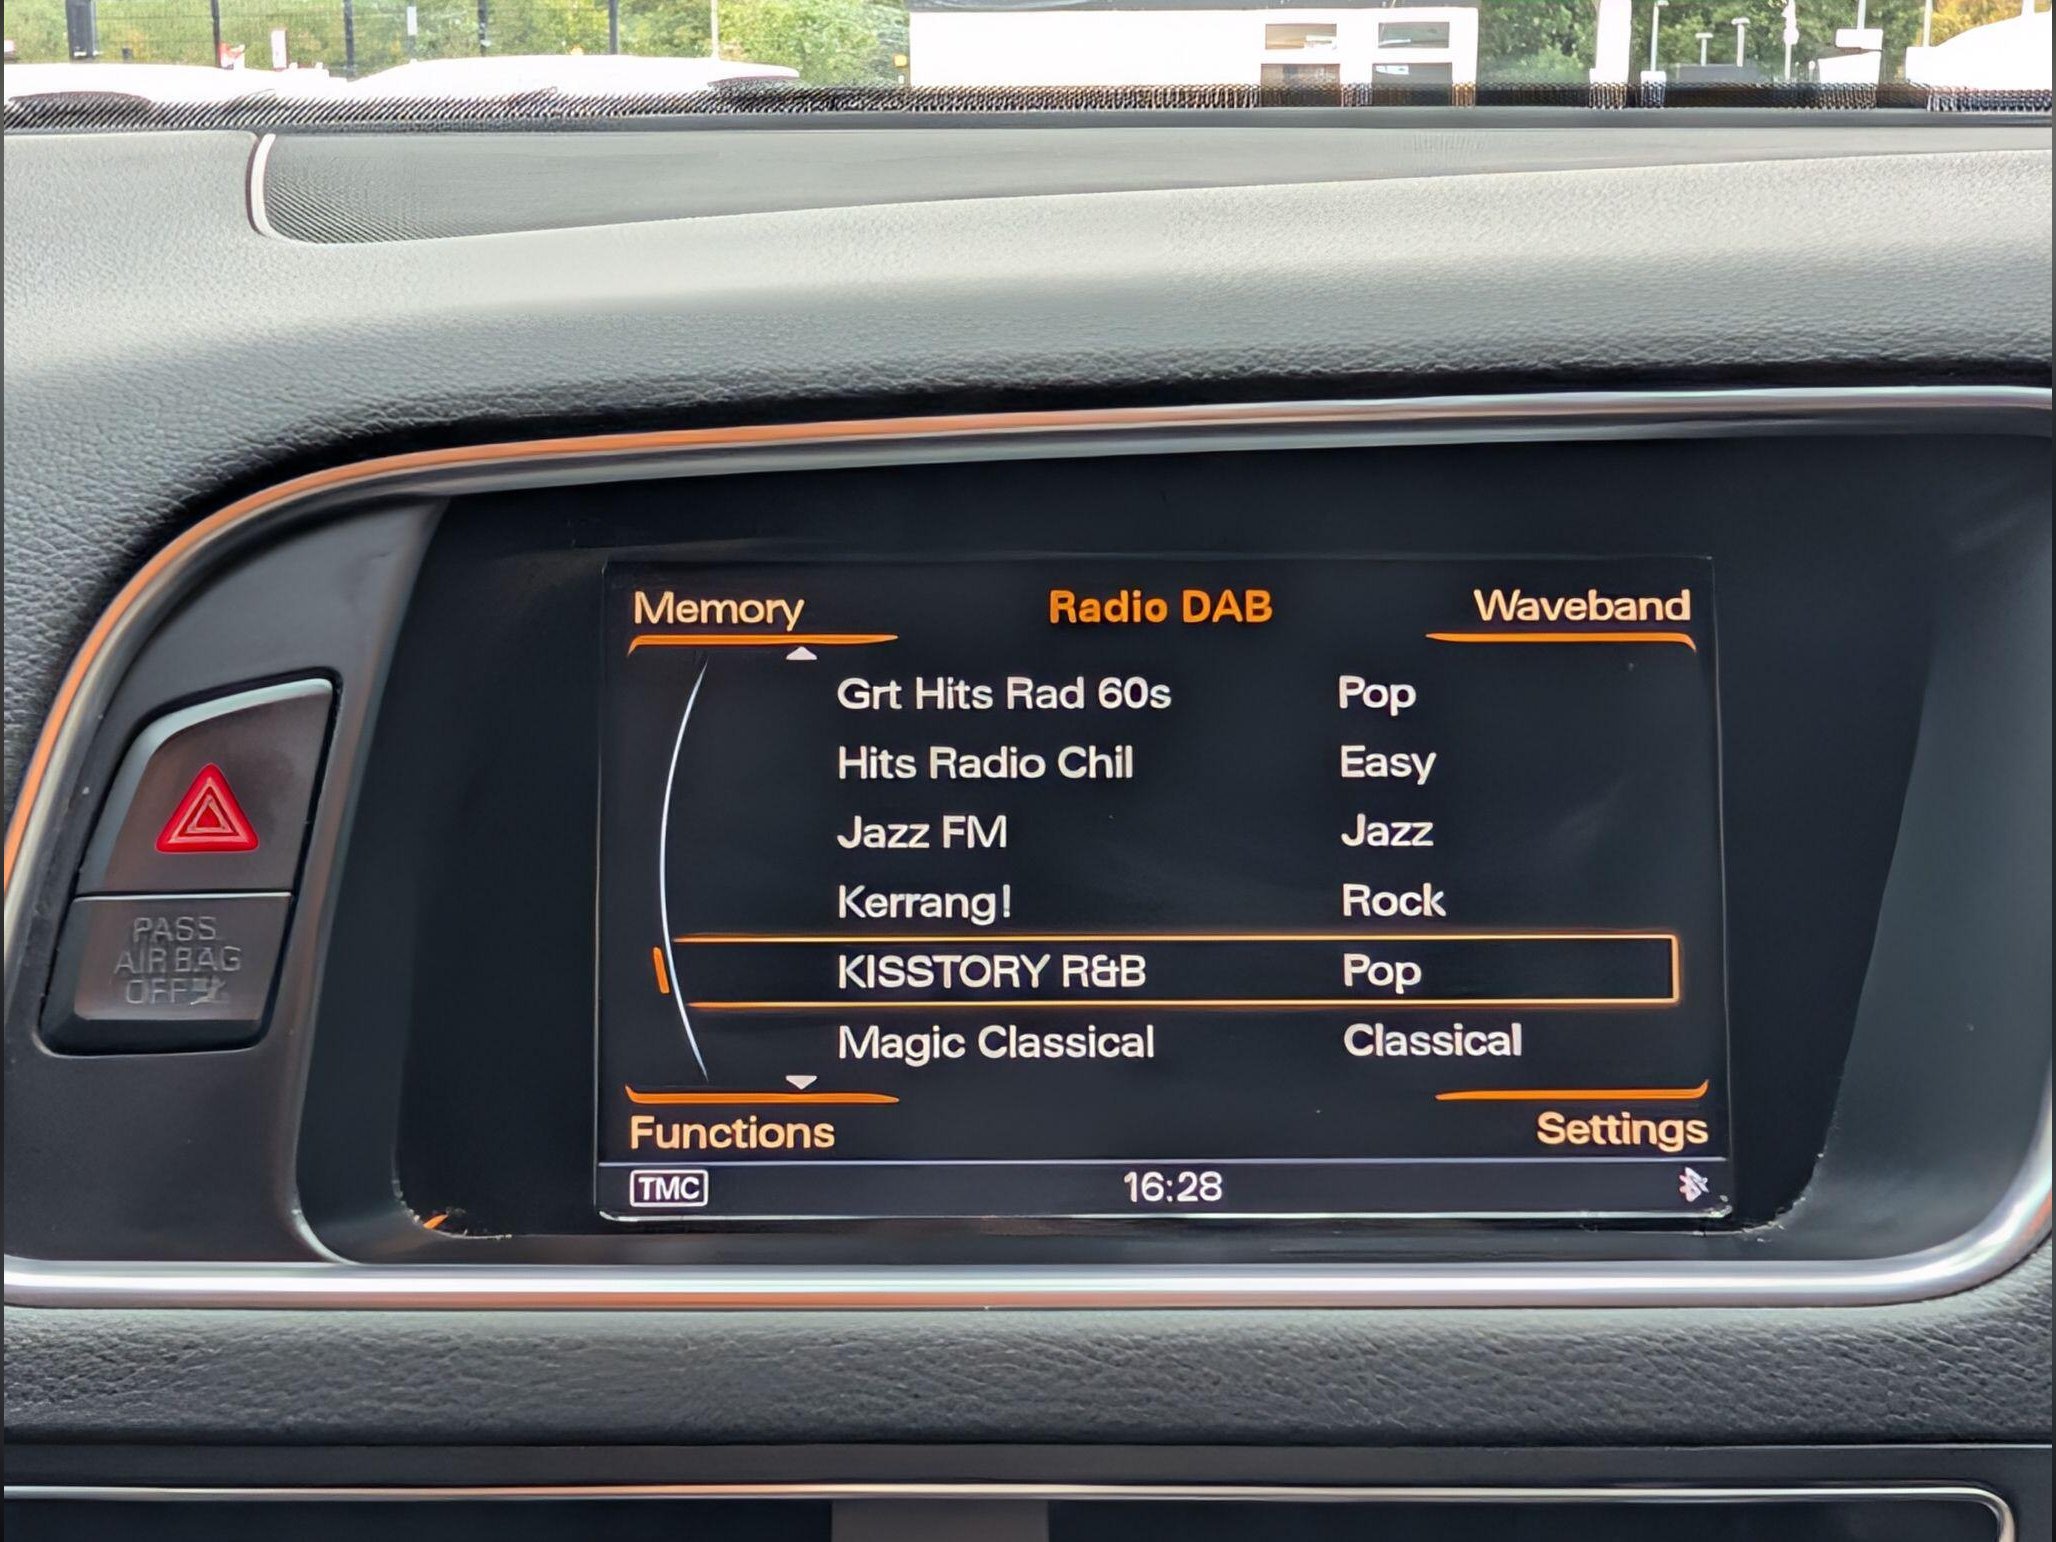 Memory Radio DAB Waveband
Grt Hits Rad 60s Pop
Hits Radio Chil Easy
Jazz FM Jazz
Kerrang! Rock
KISSTORY R&B Pop
Magic Classical Classical
Functions Settings
TMC 16:28
PASS
AIR BAG
OFF